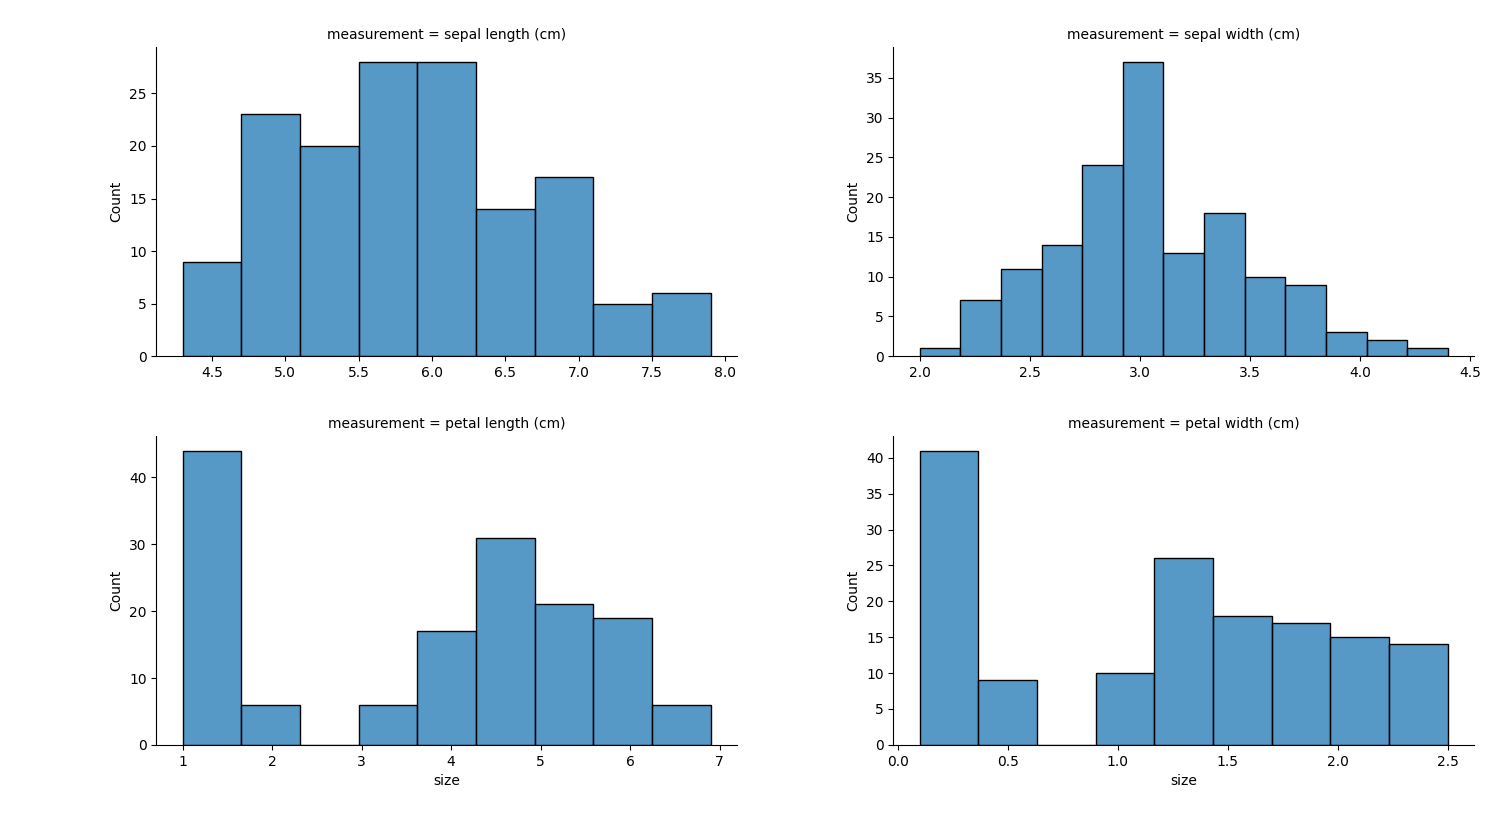 measurement = sepal length (cm)
Count
25
20
15
10
5
0
4.5 5.0 5.5 6.0 6.5 7.0 7.5 8.0
measurement = sepal width (cm)
Count
35
30
25
20
15
10
5
0
2.0 2.5 3.0 3.5 4.0 4.5
measurement = petal length (cm)
Count
40
30
20
10
0
1 2 3 4 5 6 7
size
measurement = petal width (cm)
Count
40
35
30
25
20
15
10
5
0
0.0 0.5 1.0 1.5 2.0 2.5
size